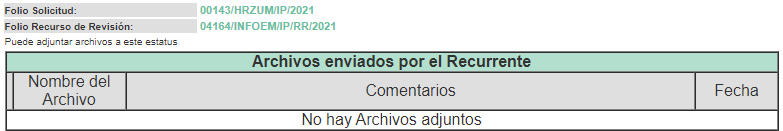 Folio Solicitud: 00143/HRZUM/IP/2021
Folio Recurso de Revisión: 04164/INFOEM/IP/RR/2021
Puede adjuntar archivos a este estatus
Archivos enviados por el Recurrente
Nombre del Archivo Comentarios Fecha
No hay Archivos adjuntos